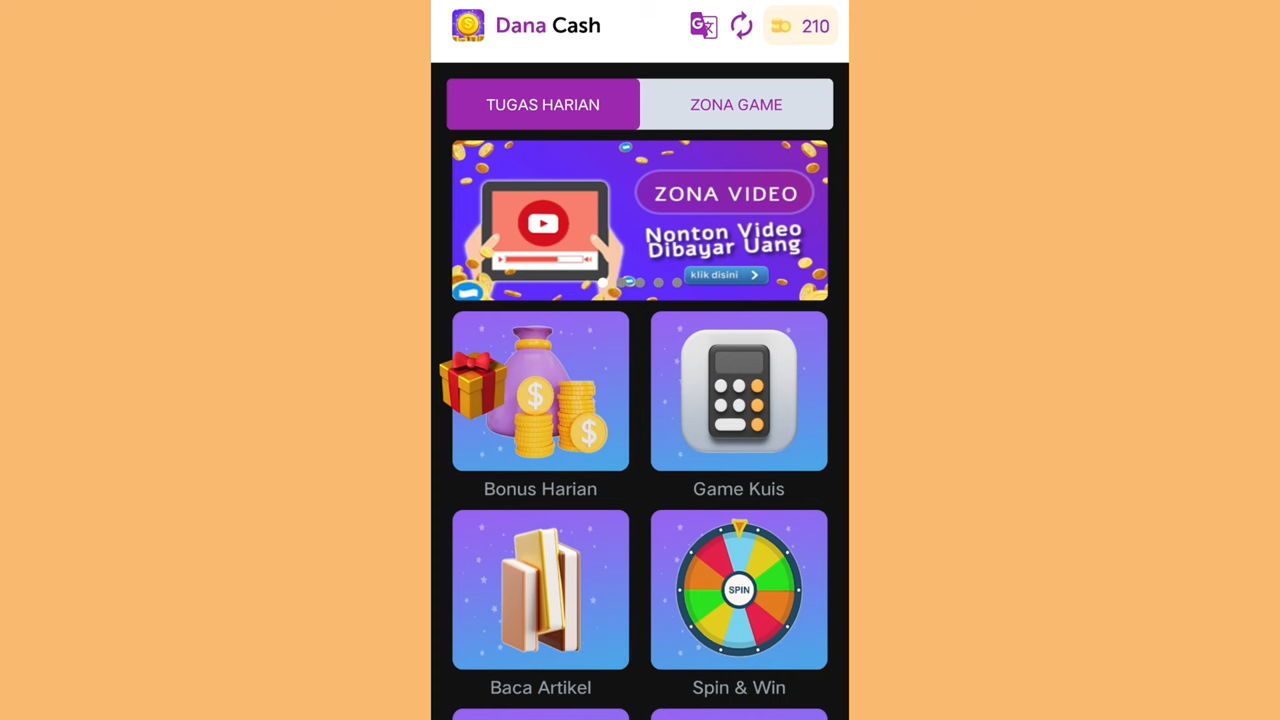 Dana Cash
210
TUGAS HARIAN
ZONA GAME
ZONA VIDEO
Nonton Video
Dibayar Uang
klik disini
Bonus Harian
Game Kuis
SPIN
Baca Artikel
Spin & Win